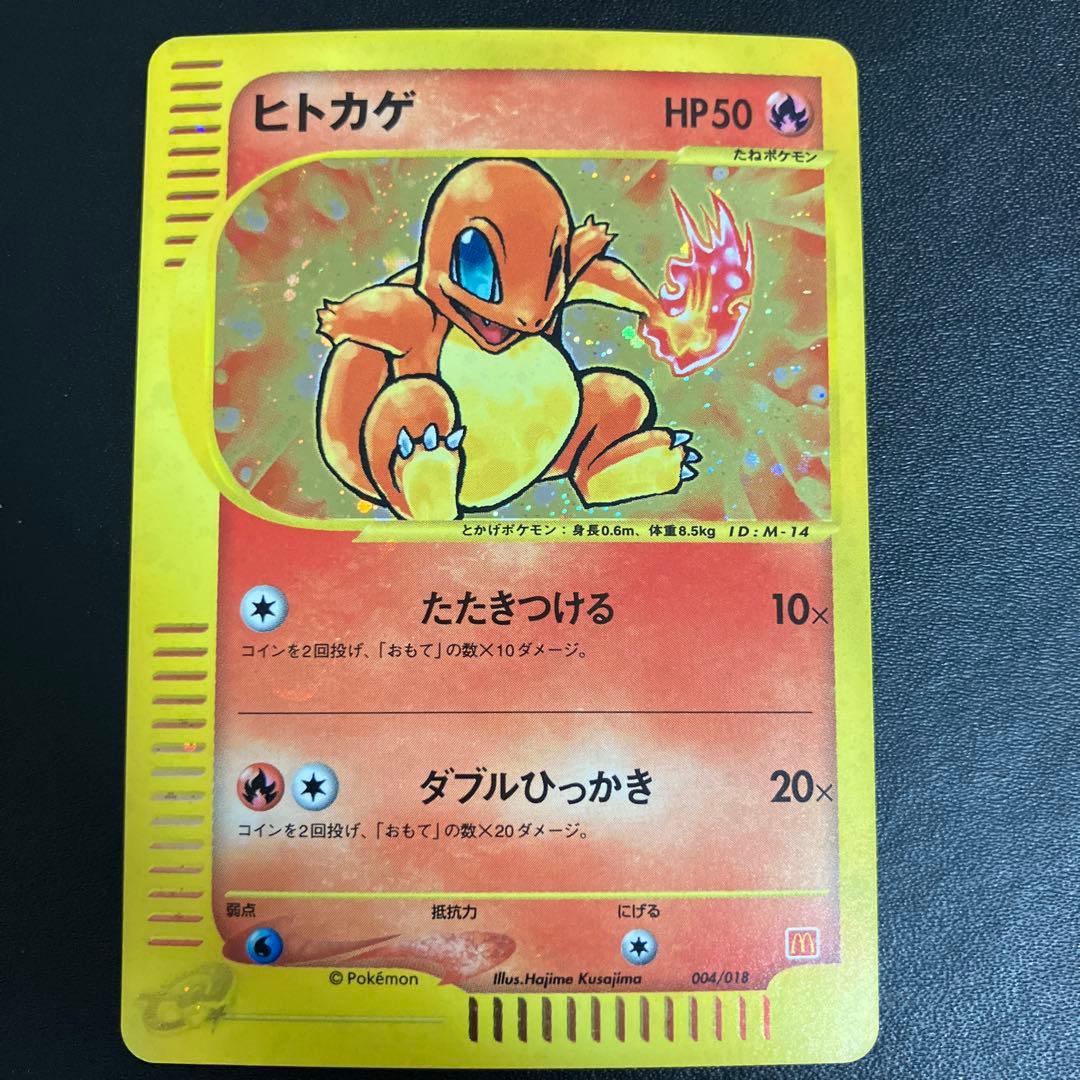 ヒトカゲ HP50
たねポケモン
とかげポケモン：身長0.6m、体重8.5kg ID:M-14
たたきつける 10×
コインを2回投げ、「おもて」の数×10ダメージ。
ダブルひっかき 20×
コインを2回投げ、「おもて」の数×20ダメージ。
弱点 抵抗力 にげる
© Pokémon Illus.Hajime Kusajima 004/018